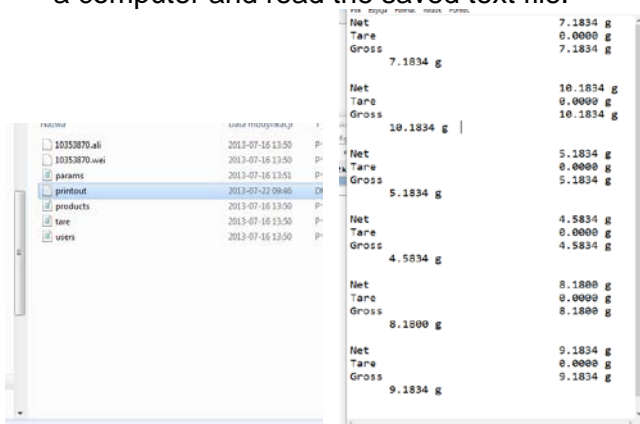 a computer and read the saved text file.
Nazwa Data modyfikacji
10353870.ali 2013-07-16 13:50
10353870.wei 2013-07-16 13:50
params 2013-07-16 13:51
printout 2013-07-22 09:46
products 2013-07-16 13:50
tare 2013-07-16 13:50
users 2013-07-16 13:50
Plik Edycja Format Widok Pomoc
Net 7.1834 g
Tare 0.0000 g
Gross 7.1834 g
7.1834 g
Net 10.1834 g
Tare 0.0000 g
Gross 10.1834 g
10.1834 g
Net 5.1834 g
Tare 0.0000 g
Gross 5.1834 g
5.1834 g
Net 4.5834 g
Tare 0.0000 g
Gross 4.5834 g
4.5834 g
Net 8.1800 g
Tare 0.0000 g
Gross 8.1800 g
8.1800 g
Net 9.1834 g
Tare 0.0000 g
Gross 9.1834 g
9.1834 g